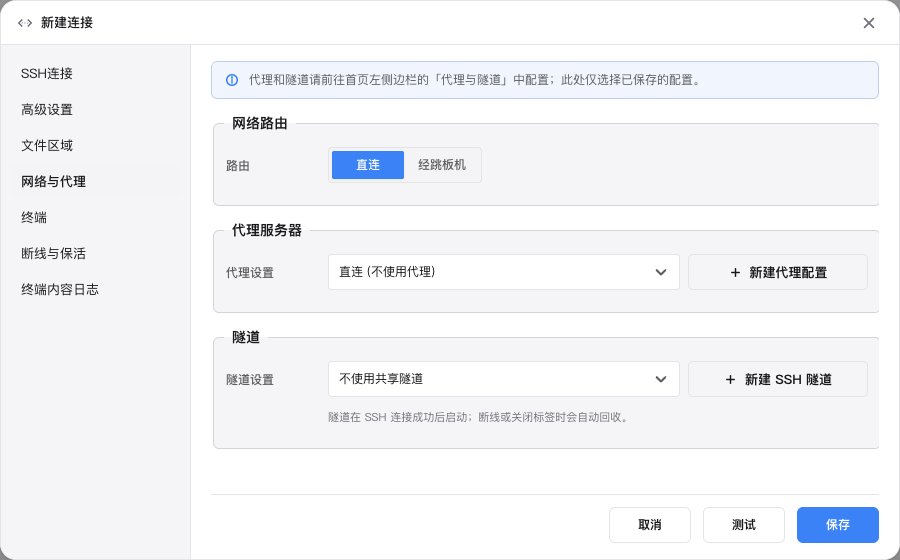 新建连接
SSH连接
高级设置
文件区域
网络与代理
终端
断线与保活
终端内容日志
代理和隧道请前往首页左侧边栏的「代理与隧道」中配置；此处仅选择已保存的配置。
网络路由
路由
直连
经跳板机
代理服务器
代理设置
直连 (不使用代理)
+ 新建代理配置
隧道
隧道设置
不使用共享隧道
+ 新建 SSH 隧道
隧道在 SSH 连接成功后启动；断线或关闭标签时会自动回收。
取消
测试
保存